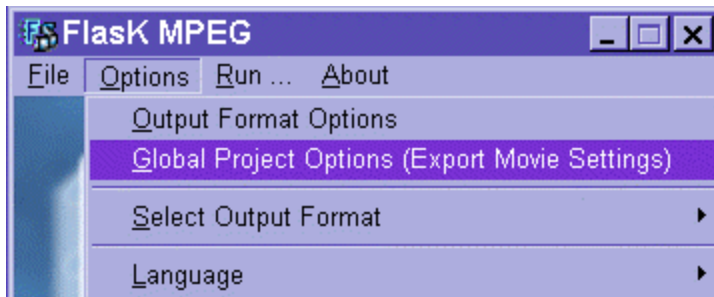 FlasK MPEG
File Options Run ... About
Output Format Options
Global Project Options (Export Movie Settings)
Select Output Format
Language